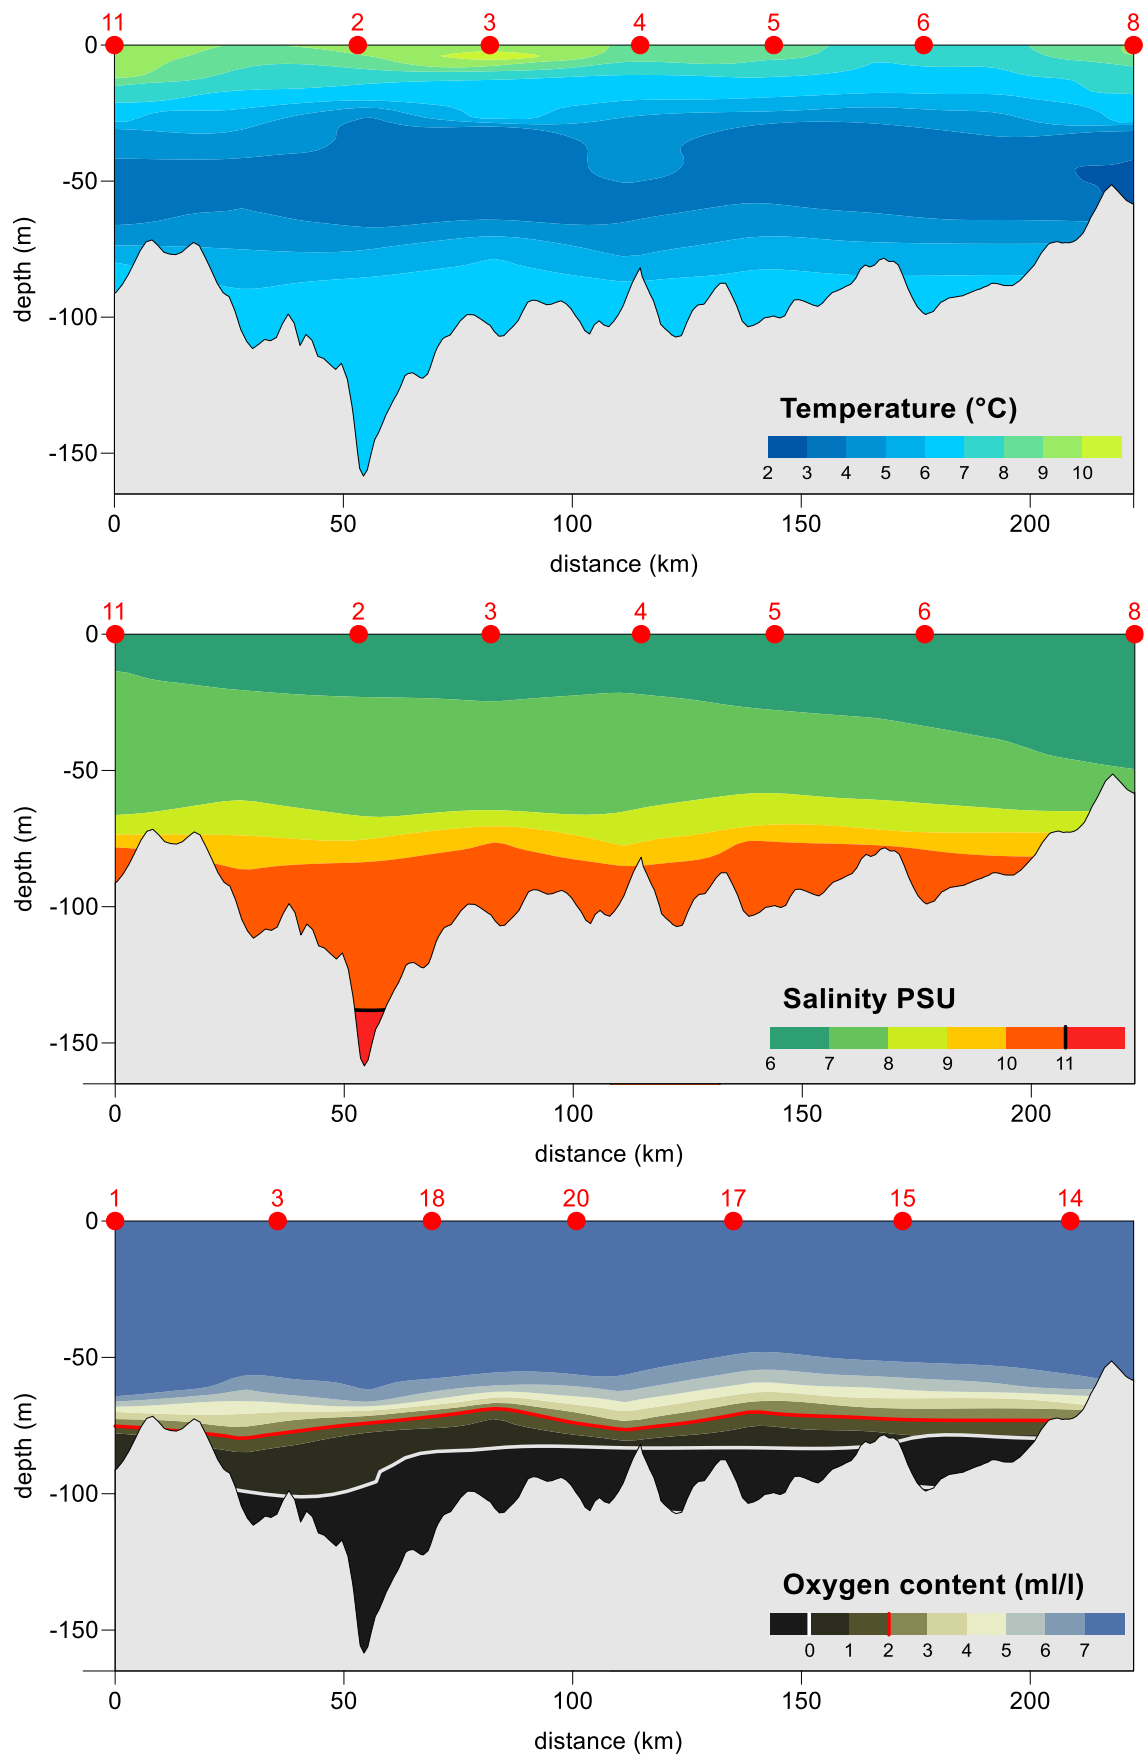 11 2 3 4 5 6 8
0
-50
-100
-150
depth (m)
Temperature (°C)
2 3 4 5 6 7 8 9 10
0 50 100 150 200
distance (km)
11 2 3 4 5 6 8
0
-50
-100
-150
depth (m)
Salinity PSU
6 7 8 9 10 11
0 50 100 150 200
distance (km)
1 3 18 20 17 15 14
0
-50
-100
-150
depth (m)
Oxygen content (ml/l)
0 1 2 3 4 5 6 7
0 50 100 150 200
distance (km)